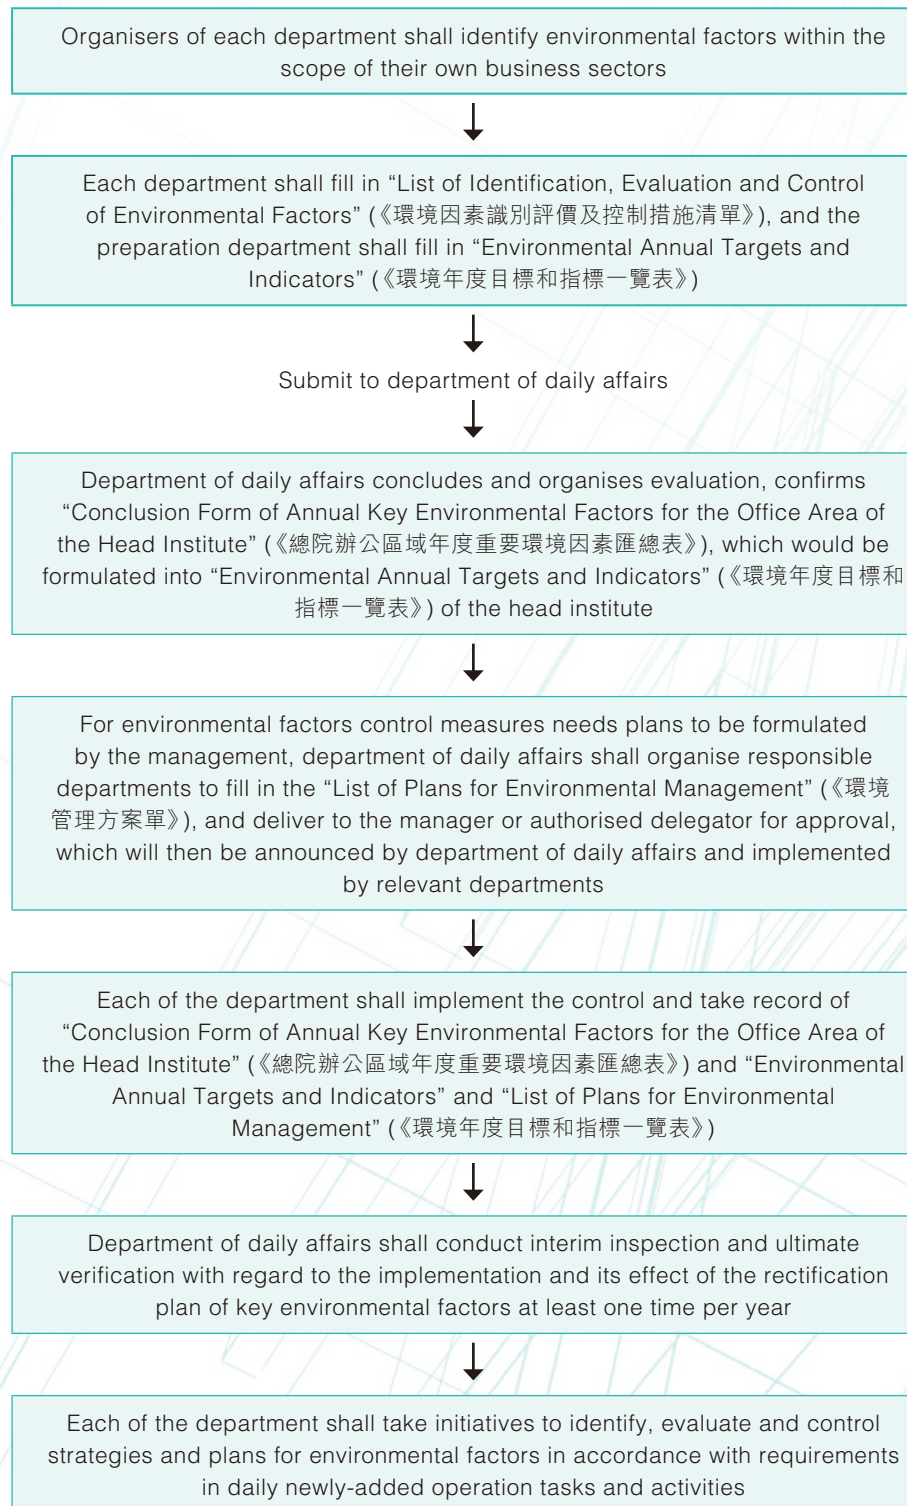 Organisers of each department shall identify environmental factors within the
scope of their own business sectors
Each department shall fill in “List of Identification, Evaluation and Control
of Environmental Factors” (《環境因素識別評價及控制措施清單》), and the
preparation department shall fill in “Environmental Annual Targets and
Indicators” (《環境年度目標和指標一覽表》)
Submit to department of daily affairs
Department of daily affairs concludes and organises evaluation, confirms
“Conclusion Form of Annual Key Environmental Factors for the Office Area of
the Head Institute” (《總院辦公區域年度重要環境因素匯總表》), which would be
formulated into “Environmental Annual Targets and Indicators” (《環境年度目標和
指標一覽表》) of the head institute
For environmental factors control measures needs plans to be formulated
by the management, department of daily affairs shall organise responsible
departments to fill in the “List of Plans for Environmental Management” (《環境
管理方案單》), and deliver to the manager or authorised delegator for approval,
which will then be announced by department of daily affairs and implemented
by relevant departments
Each of the department shall implement the control and take record of
“Conclusion Form of Annual Key Environmental Factors for the Office Area of
the Head Institute” (《總院辦公區域年度重要環境因素匯總表》) and “Environmental
Annual Targets and Indicators” and “List of Plans for Environmental
Management” (《環境年度目標和指標一覽表》)
Department of daily affairs shall conduct interim inspection and ultimate
verification with regard to the implementation and its effect of the rectification
plan of key environmental factors at least one time per year
Each of the department shall take initiatives to identify, evaluate and control
strategies and plans for environmental factors in accordance with requirements
in daily newly-added operation tasks and activities